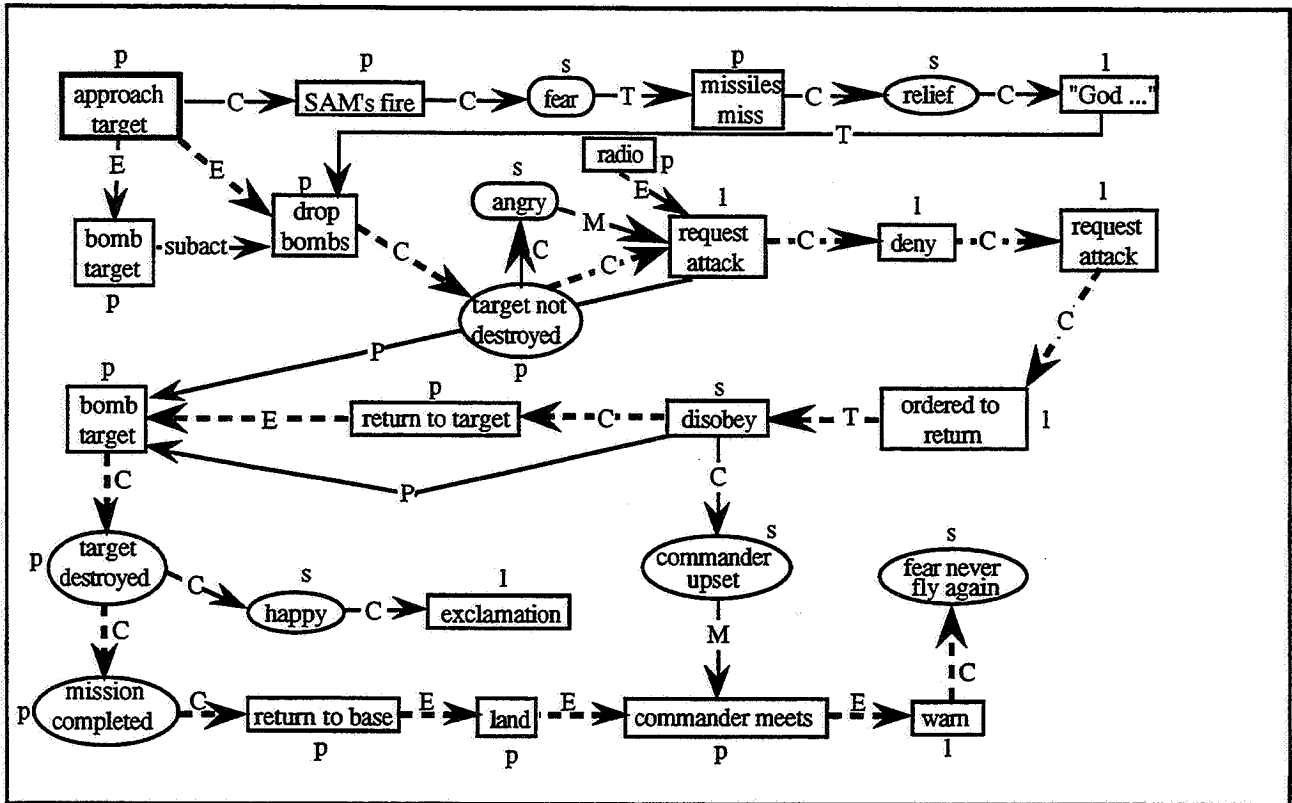 p
p
s
p
s
l
approach
target
C
SAM's fire
C
fear
T
missiles
miss
C
relief
C
"God ..."
T
E
E
radio
p
E
p
s
angry
M
l
l
l
bomb
target
subact
drop
bombs
C
C
C
request
attack
C
deny
C
request
attack
p
target not
destroyed
p
C
P
p
bomb
target
E
p
return to target
C
s
disobey
T
ordered to
return
l
P
C
C
p
target
destroyed
C
s
happy
C
l
exclamation
s
commander
upset
s
fear never
fly again
C
M
C
p
mission
completed
C
return to base
p
E
land
p
E
commander meets
p
E
warn
l